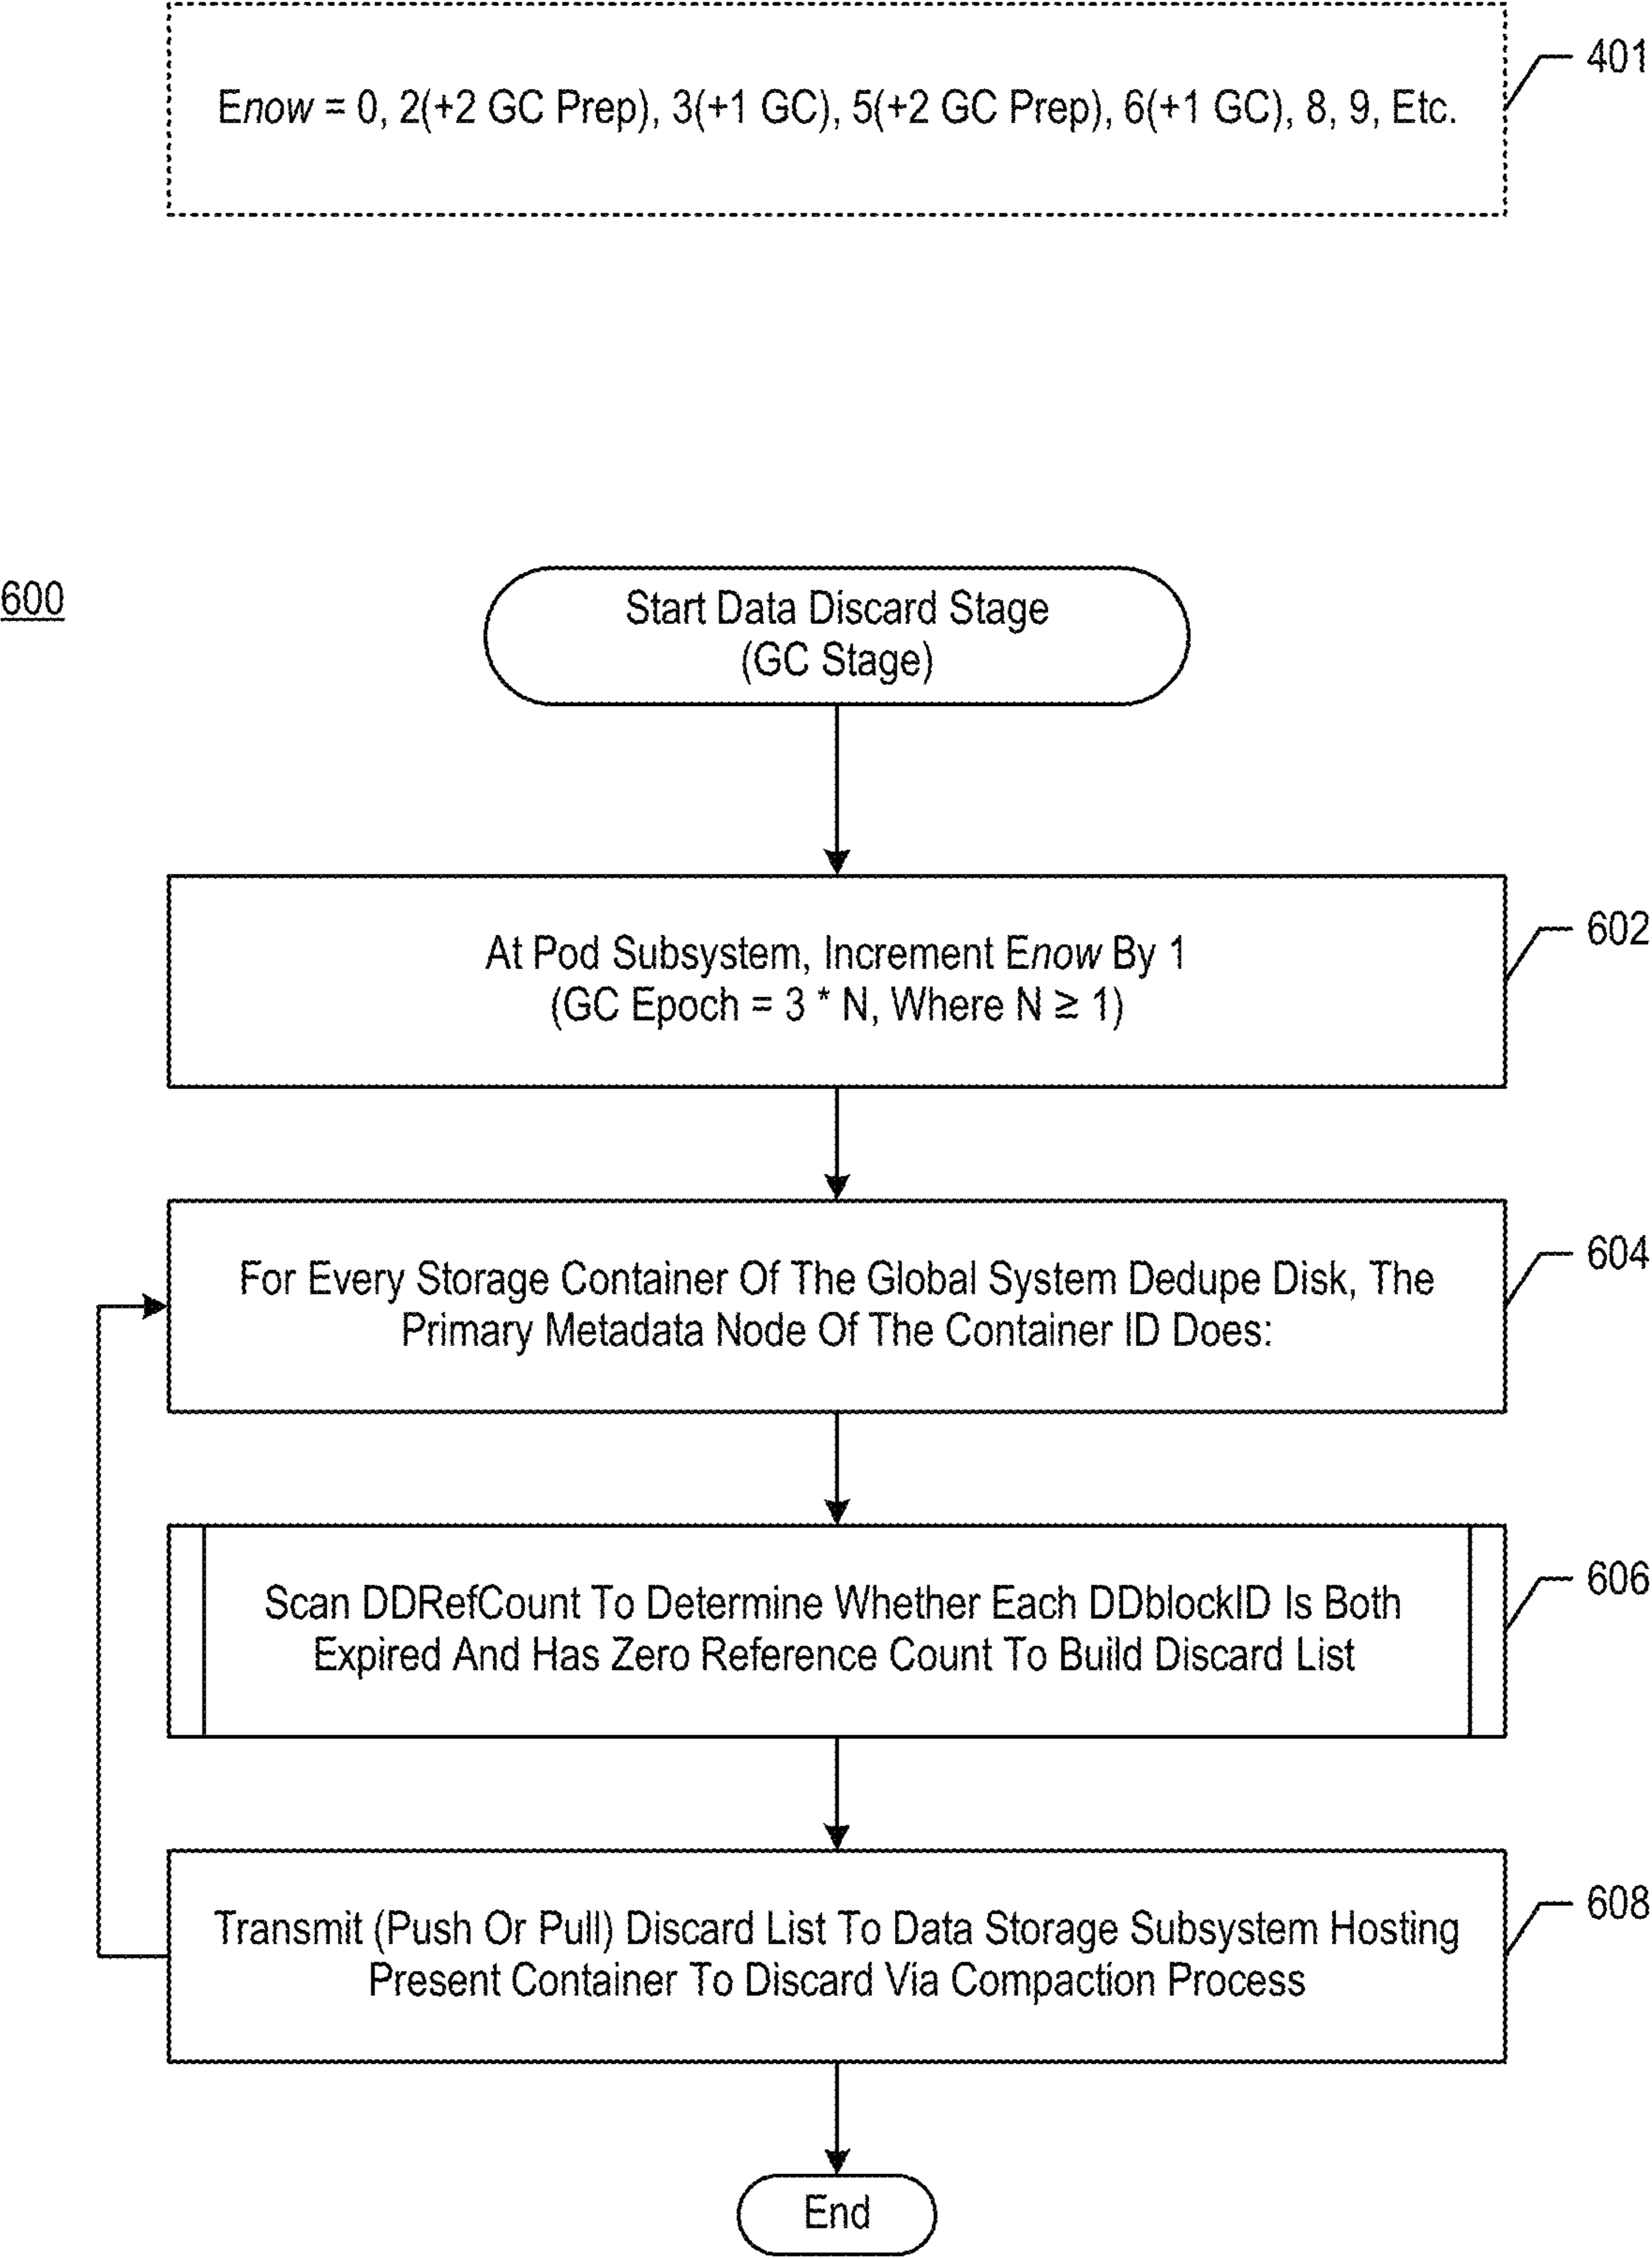 Enow = 0, 2(+2 GC Prep), 3(+1 GC), 5(+2 GC Prep), 6(+1 GC), 8, 9, Etc.
401
600
Start Data Discard Stage
(GC Stage)
At Pod Subsystem, Increment Enow By 1
(GC Epoch = 3 * N, Where N ≥ 1)
602
For Every Storage Container Of The Global System Dedupe Disk, The
Primary Metadata Node Of The Container ID Does:
604
Scan DDRefCount To Determine Whether Each DDblockID Is Both
Expired And Has Zero Reference Count To Build Discard List
606
Transmit (Push Or Pull) Discard List To Data Storage Subsystem Hosting
Present Container To Discard Via Compaction Process
608
End